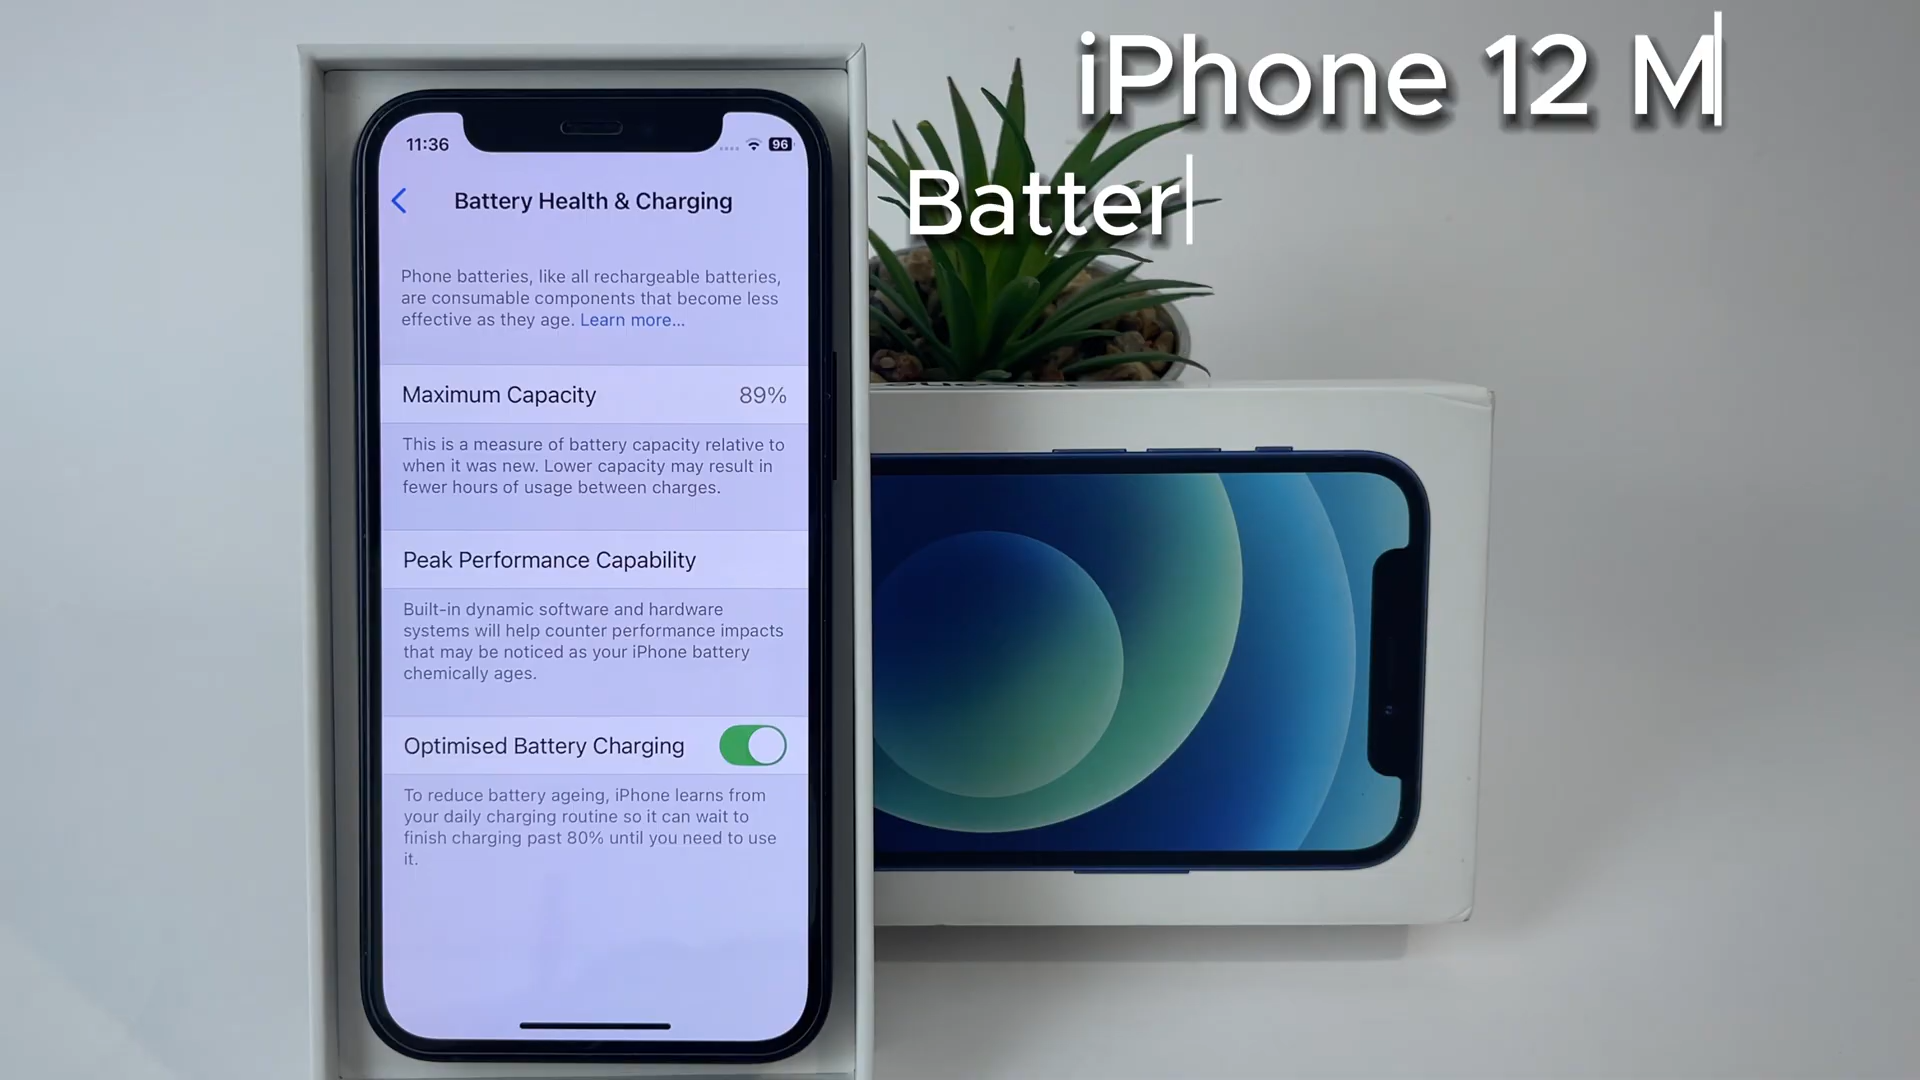 iPhone 12 M
Batter
11:36
96
Battery Health & Charging
Phone batteries, like all rechargeable batteries,
are consumable components that become less
effective as they age. Learn more...
Maximum Capacity 89%
This is a measure of battery capacity relative to
when it was new. Lower capacity may result in
fewer hours of usage between charges.
Peak Performance Capability
Built-in dynamic software and hardware
systems will help counter performance impacts
that may be noticed as your iPhone battery
chemically ages.
Optimised Battery Charging
To reduce battery ageing, iPhone learns from
your daily charging routine so it can wait to
finish charging past 80% until you need to use
it.